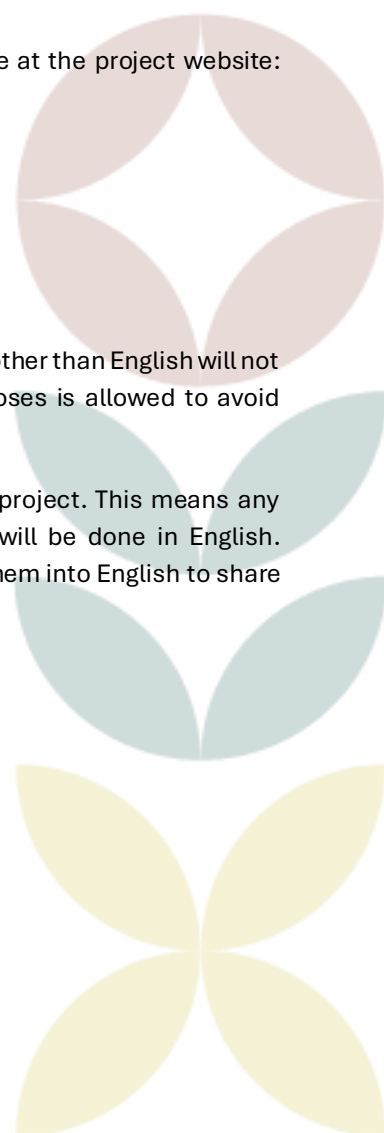 e at the project website:
other than English will not
oses is allowed to avoid
project. This means any
will be done in English.
hem into English to share